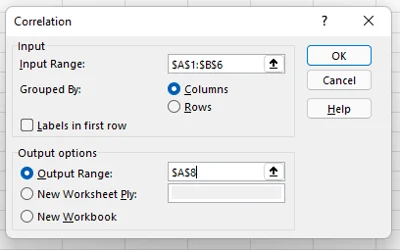 Correlation
?
Input
Input Range:
$A$1:$B$6
OK
Grouped By:
Columns
Cancel
Rows
Help
Labels in first row
Output options
Output Range:
$A$8
New Worksheet Ply:
New Workbook